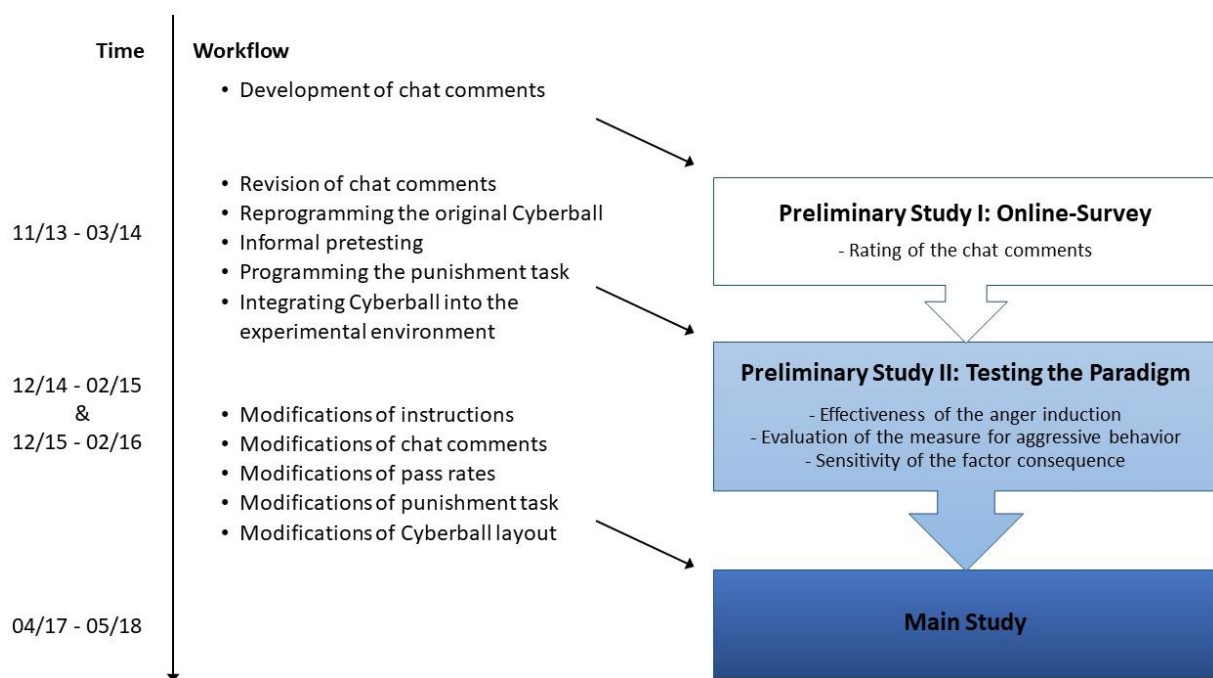 Time
Workflow
• Development of chat comments
• Revision of chat comments
• Reprogramming the original Cyberball
• Informal pretesting
• Programming the punishment task
• Integrating Cyberball into the
experimental environment
11/13 - 03/14
Preliminary Study I: Online-Survey
- Rating of the chat comments
12/14 - 02/15
&
12/15 - 02/16
• Modifications of instructions
• Modifications of chat comments
• Modifications of pass rates
• Modifications of punishment task
• Modifications of Cyberball layout
Preliminary Study II: Testing the Paradigm
- Effectiveness of the anger induction
- Evaluation of the measure for aggressive behavior
- Sensitivity of the factor consequence
04/17 - 05/18
Main Study